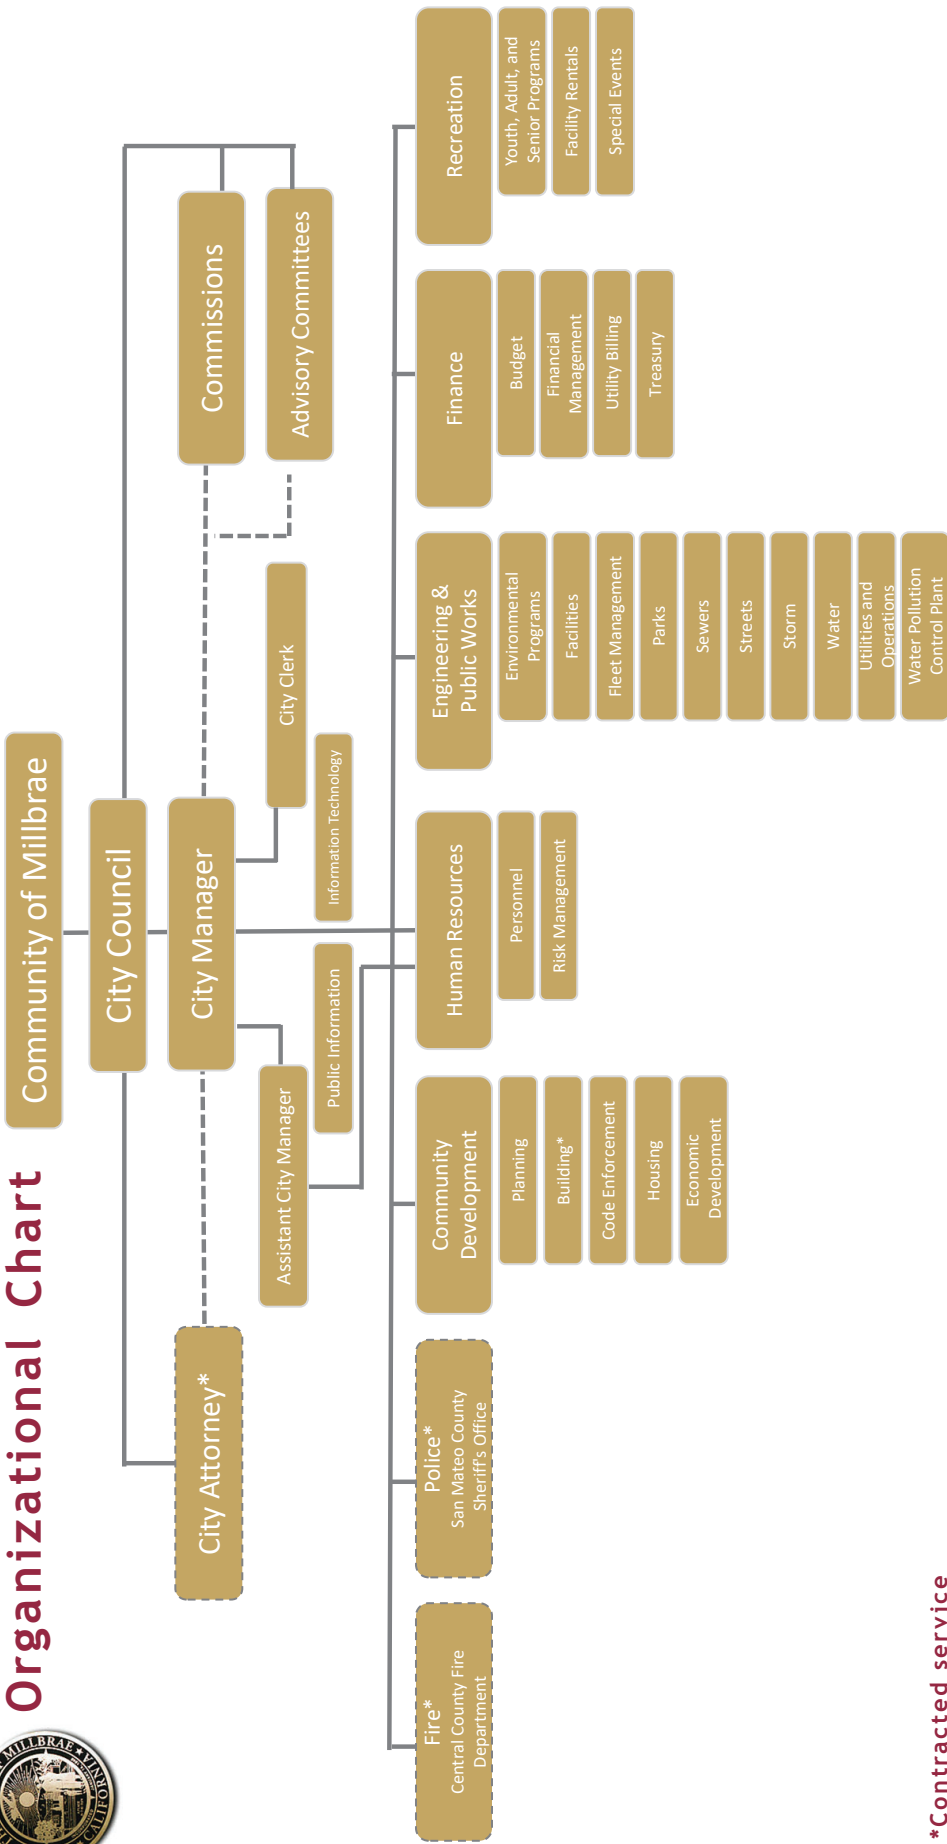 MILLBRAE
CALIFORNIA
Organizational Chart
Community of Millbrae
City Council
City Manager
City Attorney*
Commissions
Advisory Committees
Assistant City Manager
City Clerk
Public Information
Information Technology
Fire*
Central County Fire
Department
Police*
San Mateo County
Sheriff's Office
Community
Development
Planning
Building*
Code Enforcement
Housing
Economic
Development
Human Resources
Personnel
Risk Management
Engineering &
Public Works
Environmental
Programs
Facilities
Fleet Management
Parks
Sewers
Streets
Storm
Water
Utilities and
Operations
Water Pollution
Control Plant
Finance
Budget
Financial
Management
Utility Billing
Treasury
Recreation
Youth, Adult, and
Senior Programs
Facility Rentals
Special Events
*Contracted service